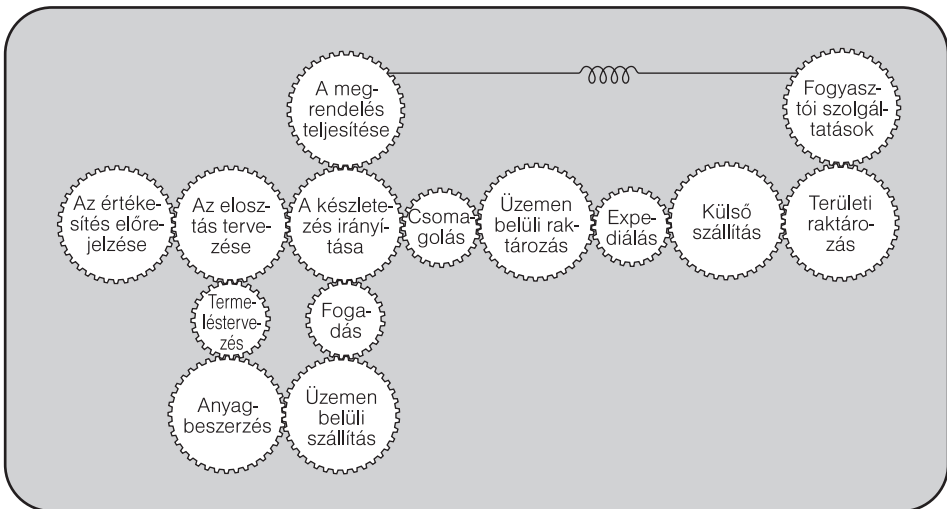 A meg-
rendelés
teljesítése
Fogyasz-
tói szolgál-
tatások
Az értéke-
sítés előre-
jelzése
Az elosz-
tás terve-
zése
A készlete-
zés irányí-
tása
Csoma-
golás
Üzemen
belüli rak-
tározás
Expe-
diálás
Külső
szállítás
Területi
raktáro-
zás
Terme-
léstерve-
zés
Foga-
dás
Anyag-
beszerzés
Üzemen
belüli
szállítás